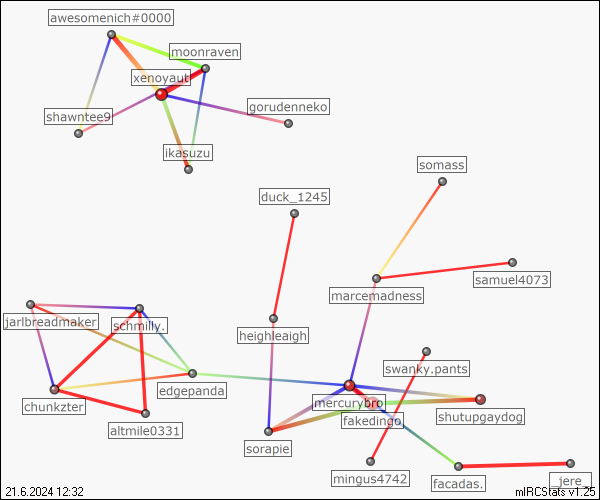 awesomenich#0000
moonraven
xenoyaut
gorudenneko
shawntee9
ikasuzu
somass
duck_1245
samuel4073
marcemadness
jarlbreadmaker
schmilly.
heighleaigh
swanky.pants
edgepanda
chunkzter
mercurybro
shutupgaydog
fakedingo
altmile0331
sorapie
mingus4742
facadas.
_jere_
21.6.2024 12:32
mIRCStats v1.25